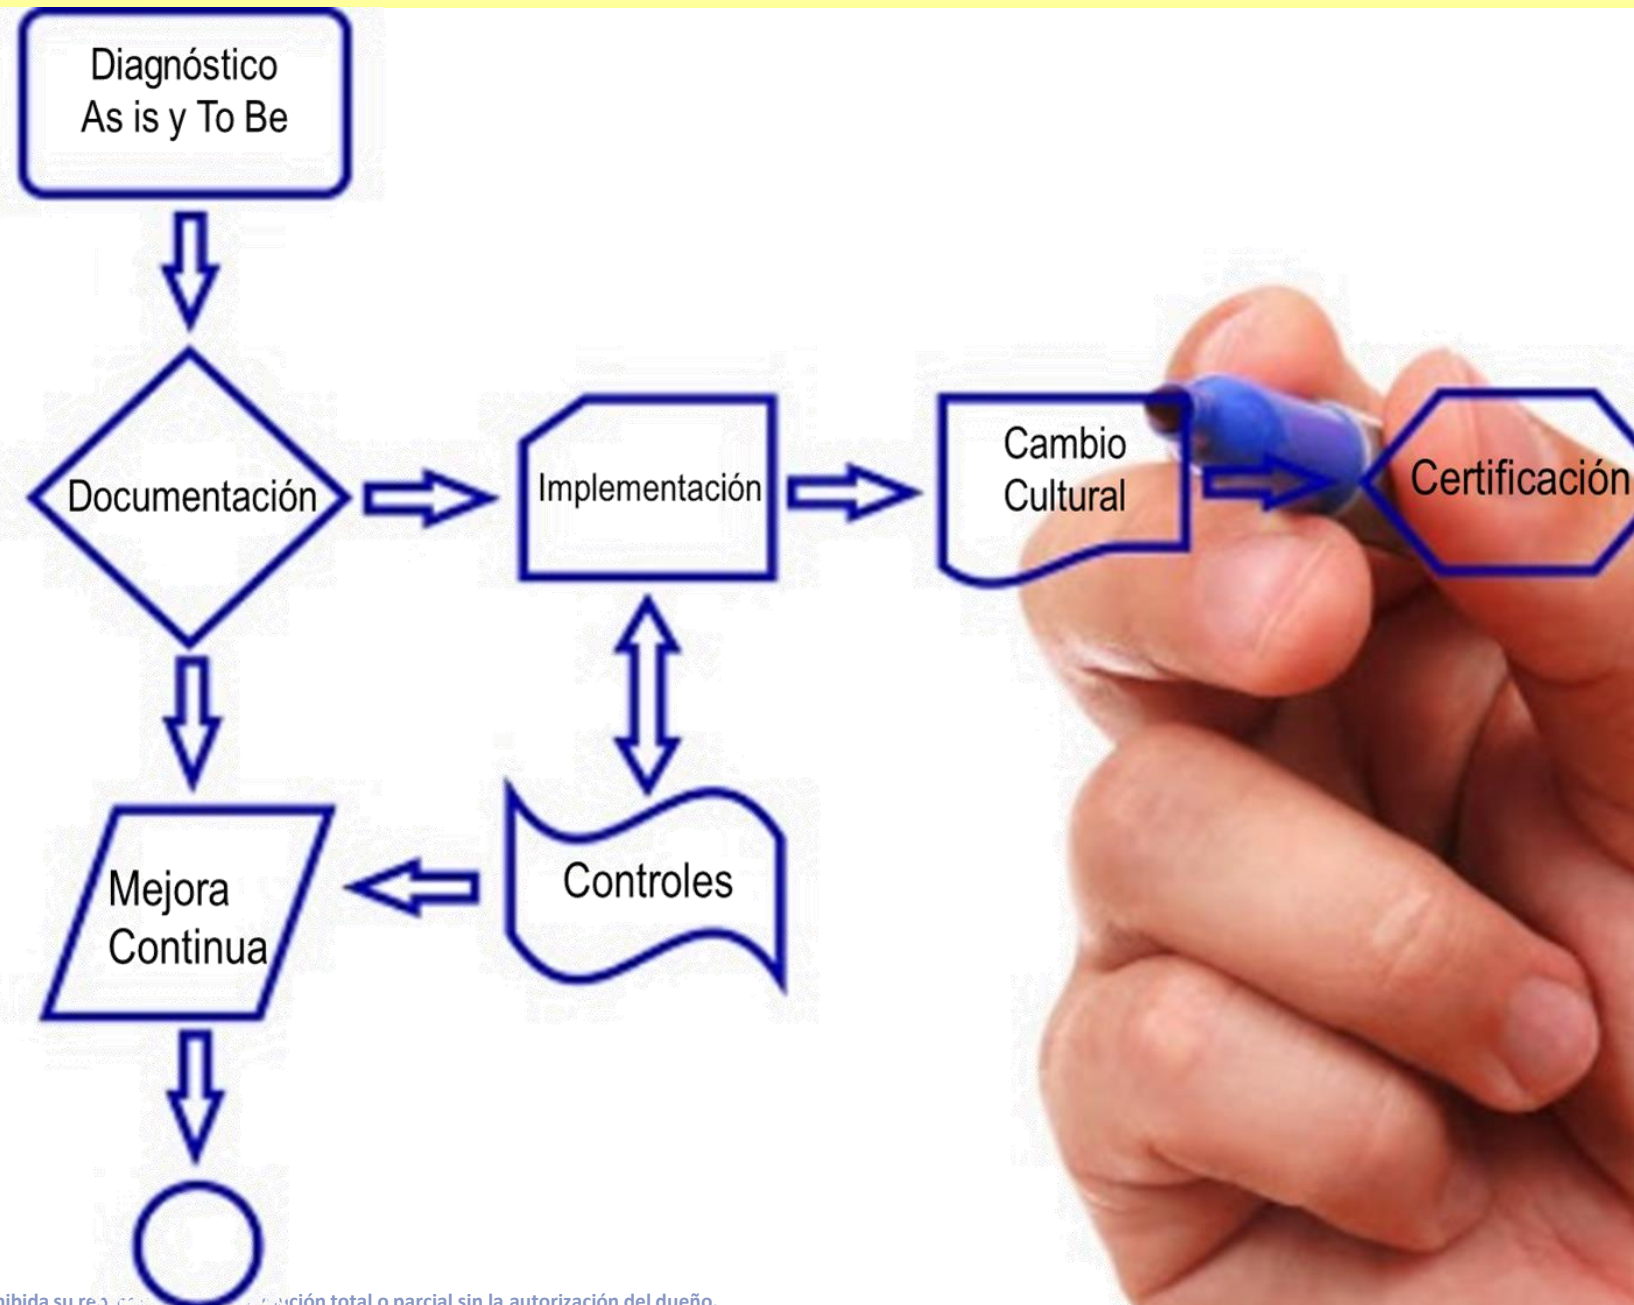 Diagnóstico
As is y To Be
Documentación
Implementación
Cambio
Cultural
Certificación
Mejora
Continua
Controles
su total o parcial sin la autorización del dueño.